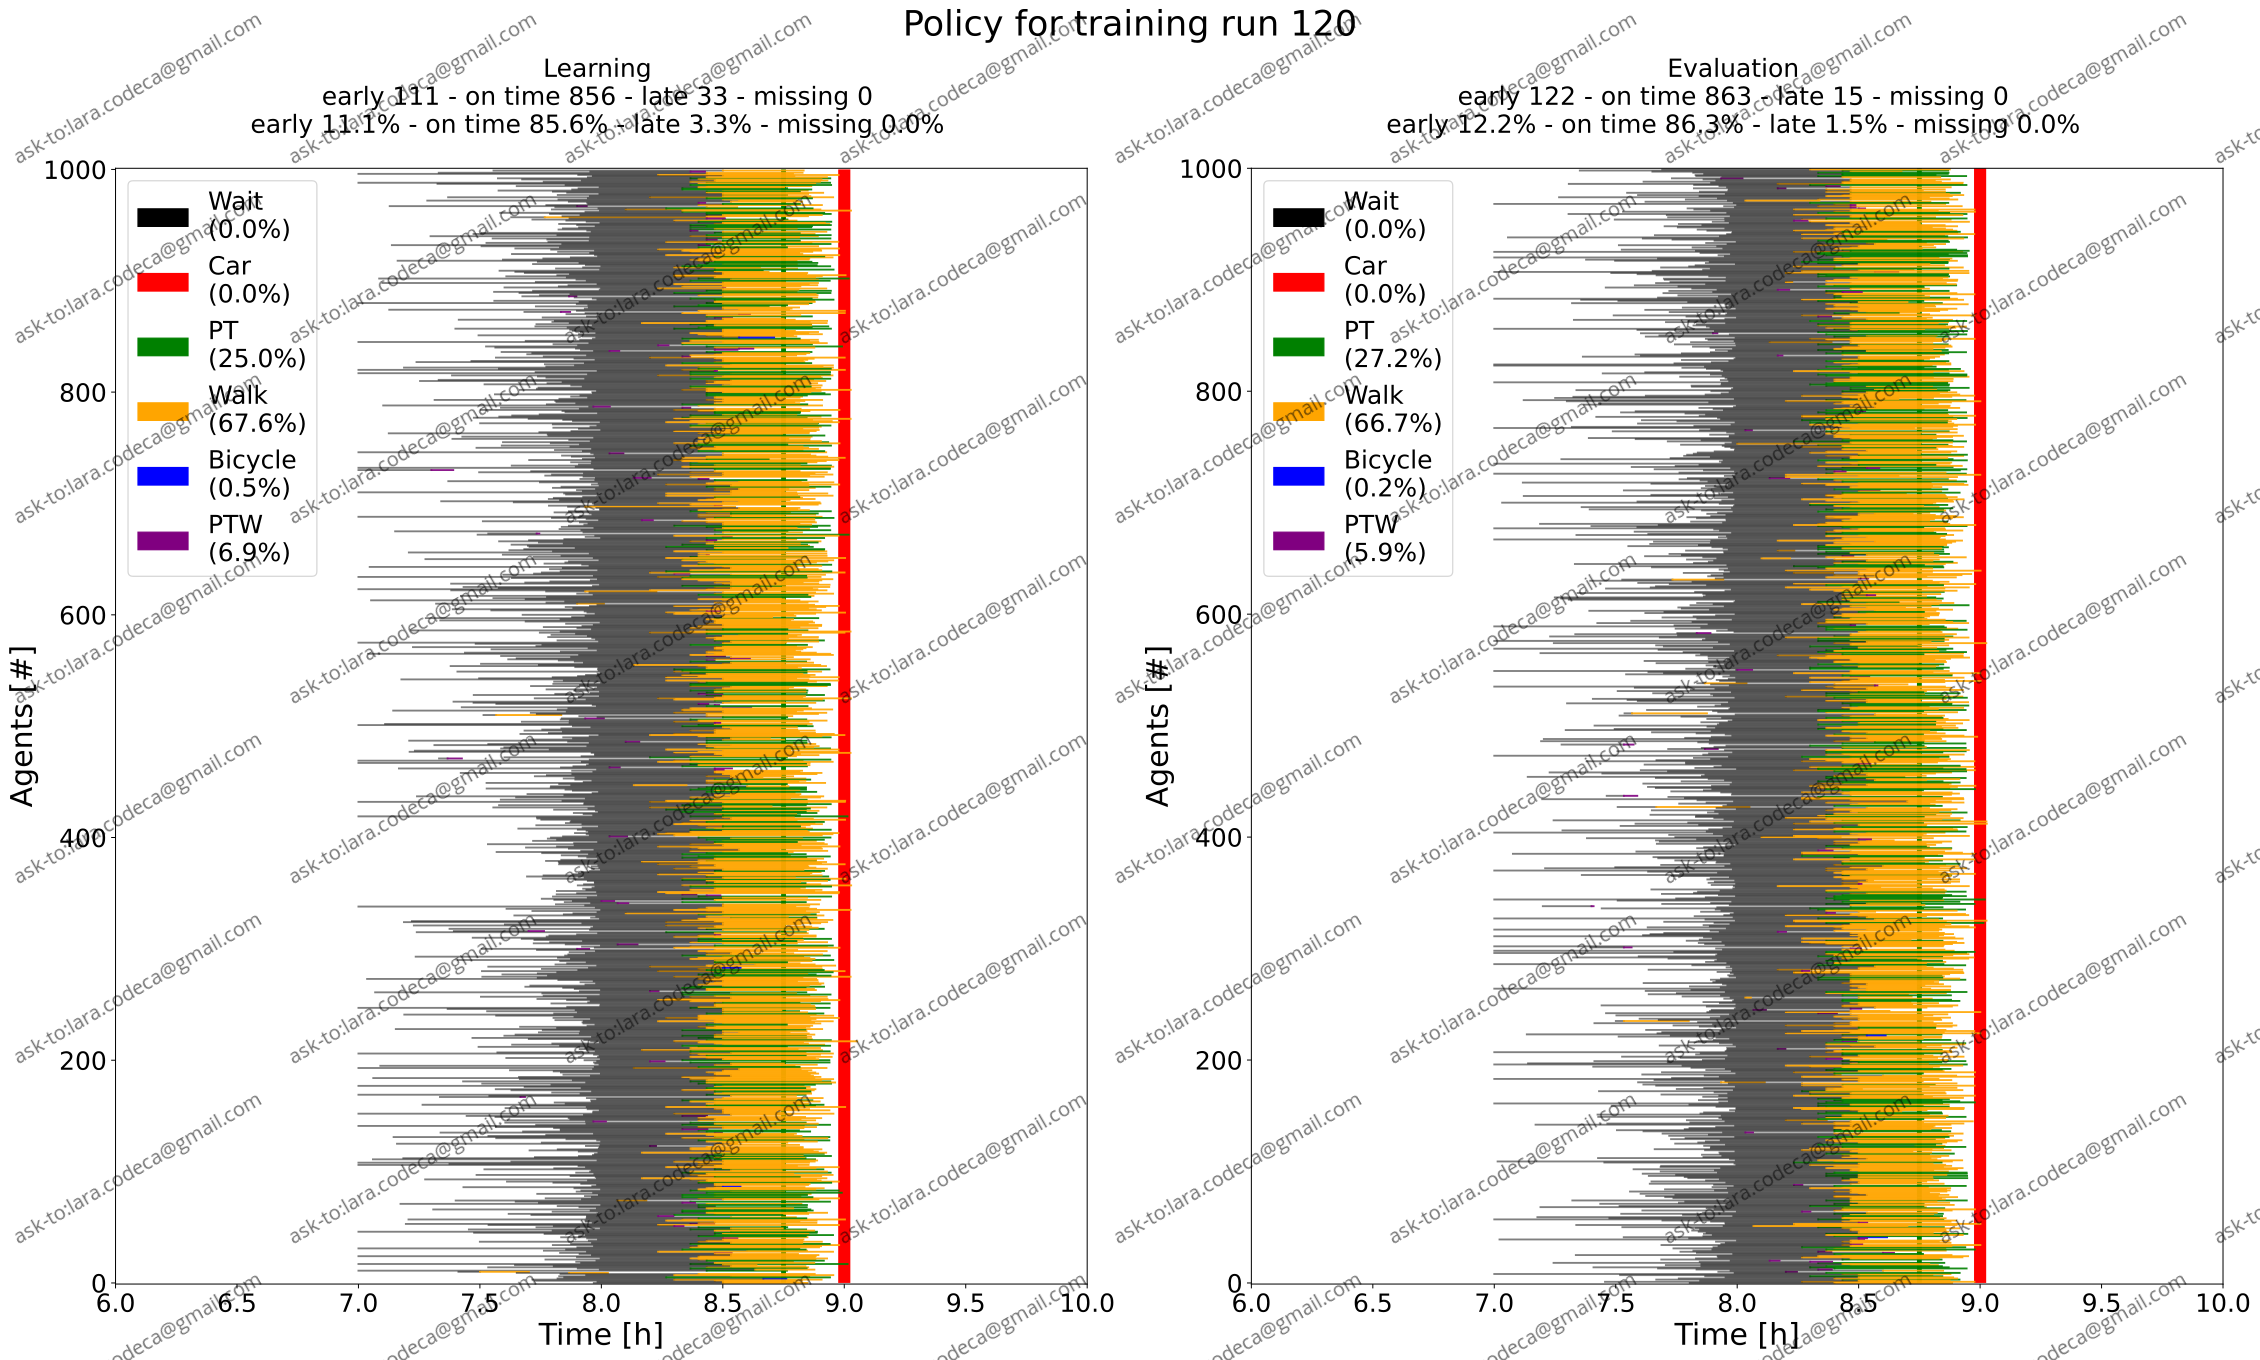 Policy for training run 120
Learning
early 111 - on time 856 - late 33 - missing 0
early 11.1% - on time 85.6% - late 3.3% - missing 0.0%
Agents [#]
1000
800
600
400
200
0
Wait
(0.0%)
Car
(0.0%)
PT
(25.0%)
Walk
(67.6%)
Bicycle
(0.5%)
PTW
(6.9%)
6.0 6.5 7.0 7.5 8.0 8.5 9.0 9.5 10.0
Time [h]
Evaluation
early 122 - on time 863 - late 15 - missing 0
early 12.2% - on time 86.3% - late 1.5% - missing 0.0%
Agents [#]
1000
800
600
400
200
0
Wait
(0.0%)
Car
(0.0%)
PT
(27.2%)
Walk
(66.7%)
Bicycle
(0.2%)
PTW
(5.9%)
6.0 6.5 7.0 7.5 8.0 8.5 9.0 9.5 10.0
Time [h]
ask-to:lara.codeca@gmail.com